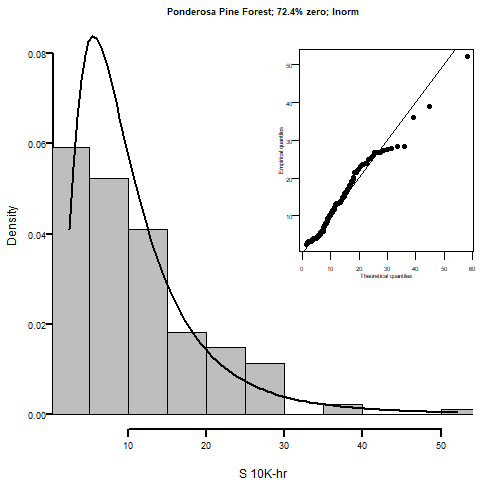 Ponderosa Pine Forest; 72.4% zero; lnorm
Density
0.08
0.06
0.04
0.02
0.00
10 20 30 40 50
S 10K-hr
Empirical quantiles
50
40
30
20
10
0 10 20 30 40 50 60
Theoretical quantiles